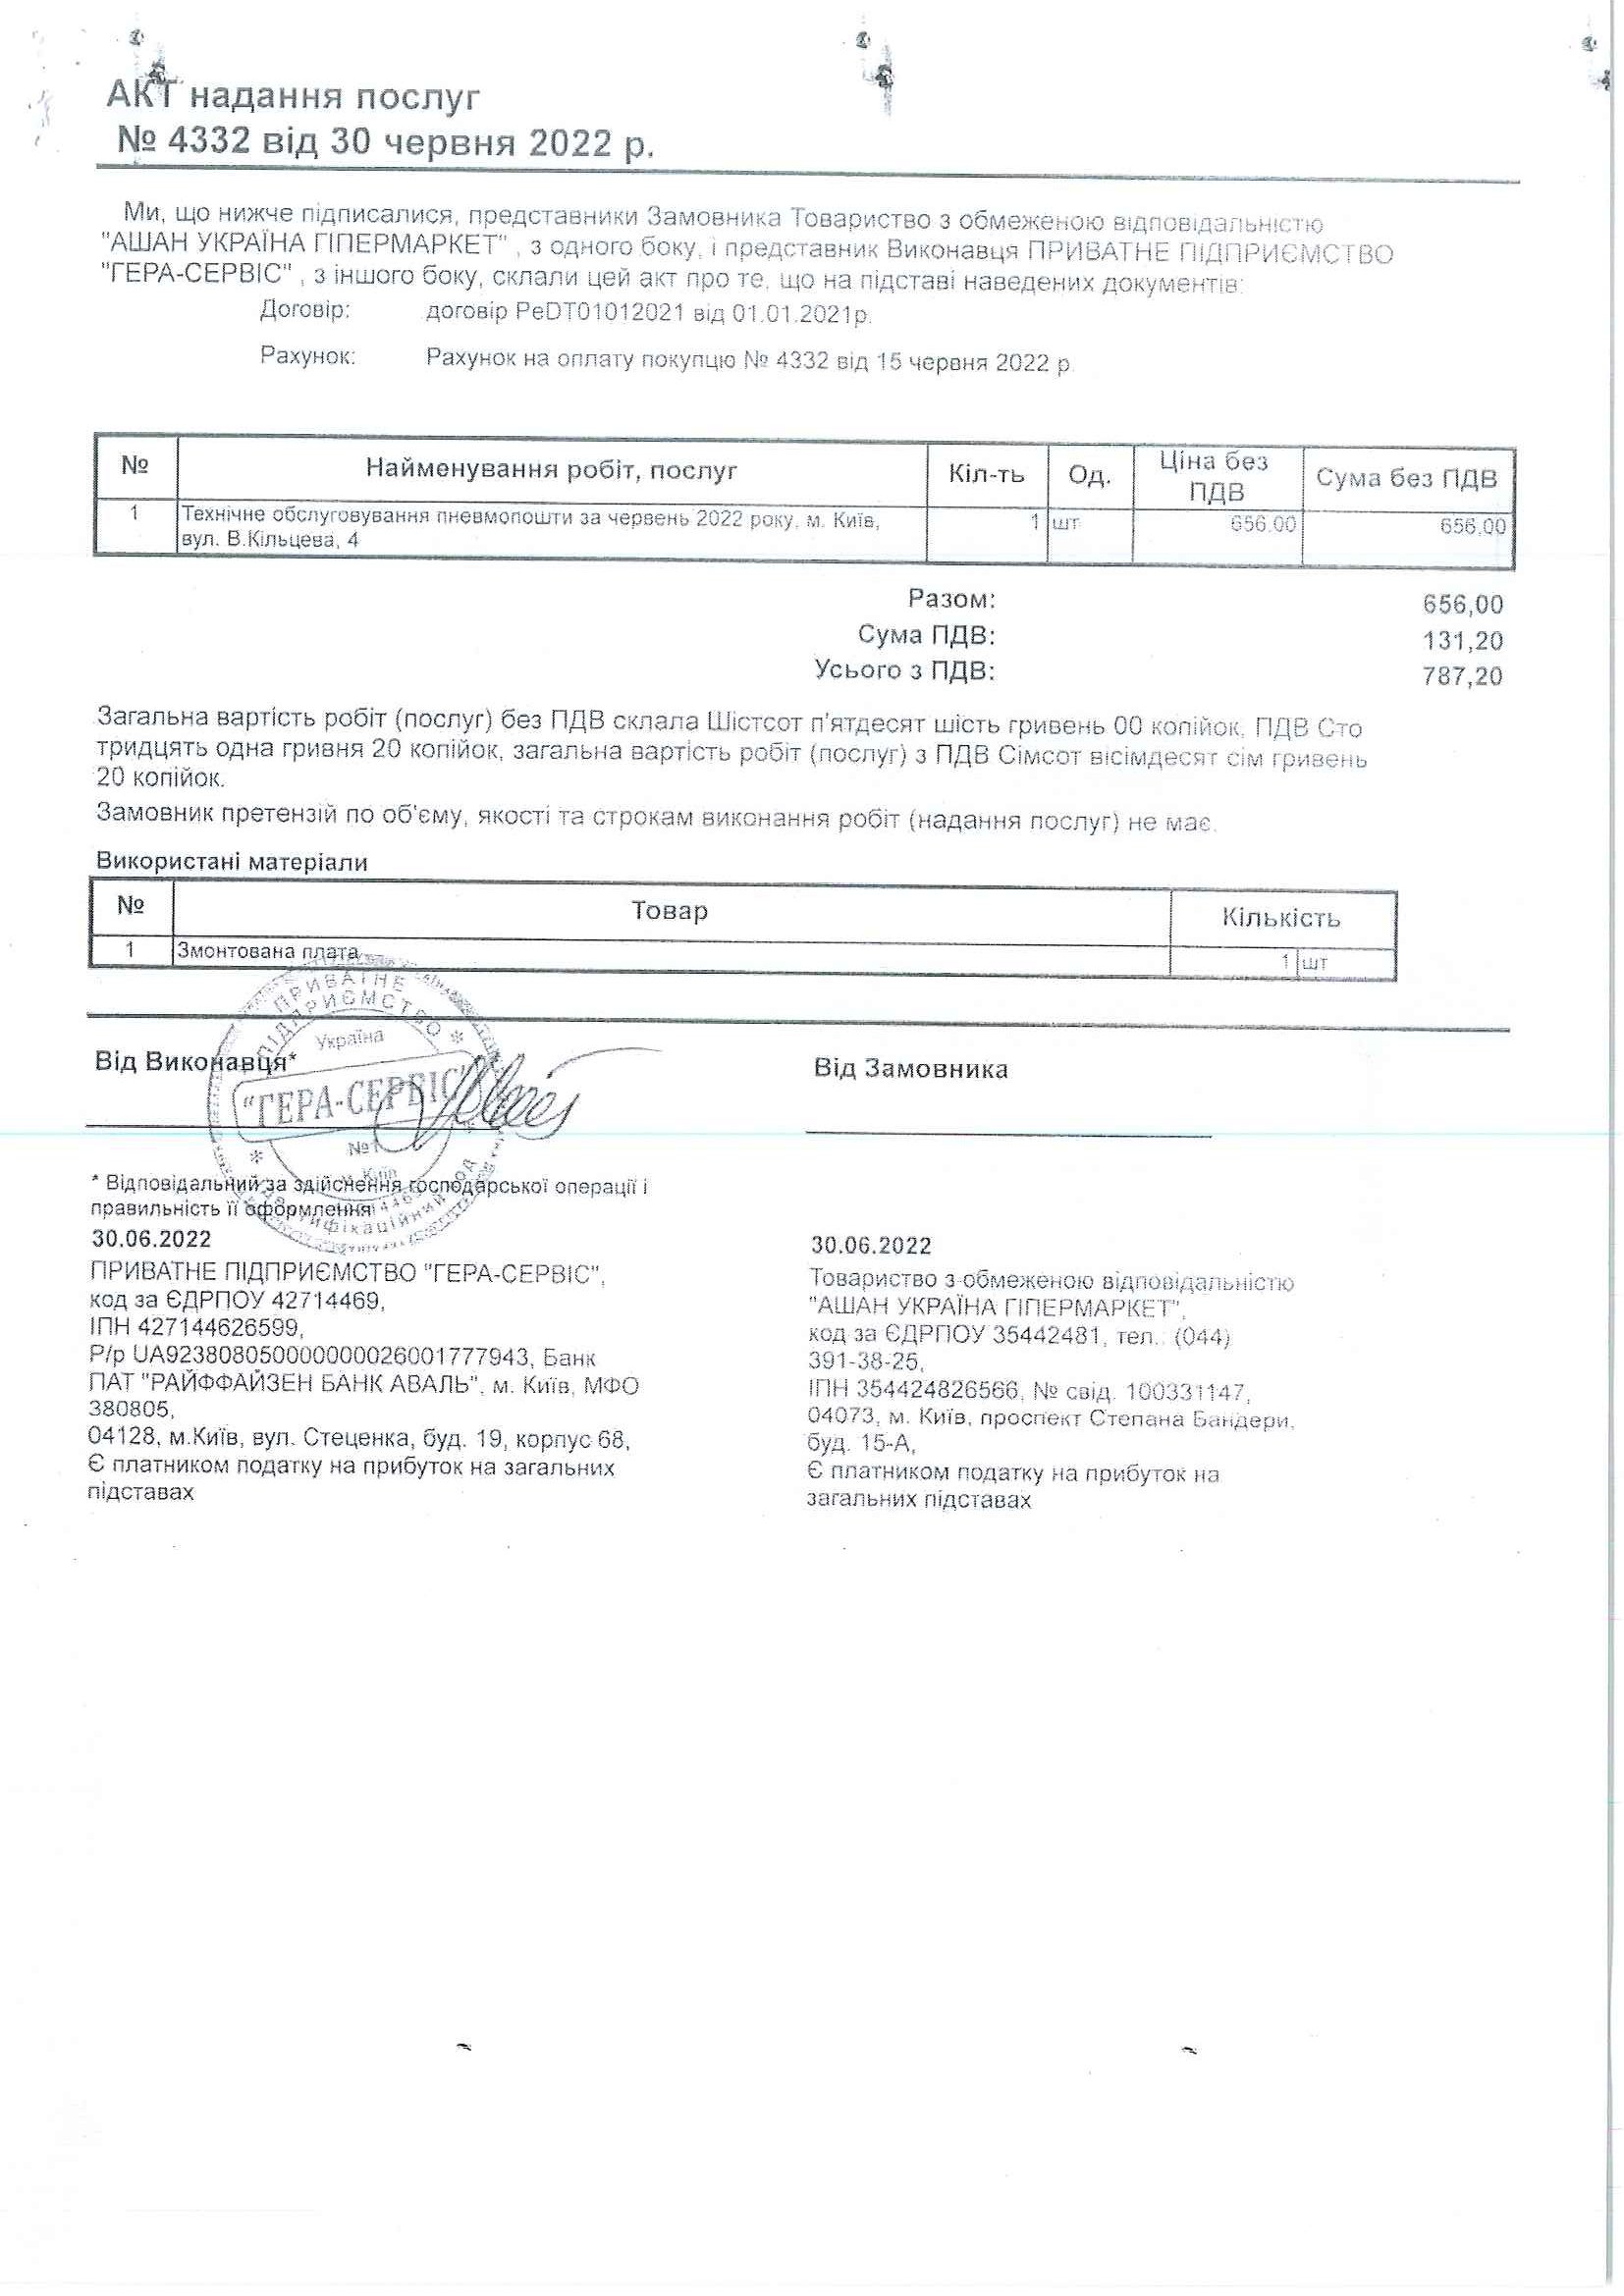 АКТ надання послуг
№ 4332 від 30 червня 2022 р.
Ми, що нижче підписалися, представники Замовника Товариство з обмеженою відповідальністю
"АШАН УКРАЇНА ГІПЕРМАРКЕТ" , з одного боку, і представник Виконавця ПРИВАТНЕ ПІДПРИЄМСТВО
"ГЕРА-СЕРВІС" , з іншого боку, склали цей акт про те, що на підставі наведених документів:
Договір: договір PeDT01012021 від 01.01.2021р.
Рахунок: Рахунок на оплату покупцю № 4332 від 15 червня 2022 р.
№ Найменування робіт, послуг Кіл-ть Од. Ціна без ПДВ Сума без ПДВ
1 Технічне обслуговування пневмопошти за червень 2022 року, м. Київ, 1 шт 656.00 656,00
вул. В.Кільцева, 4
Разом: 656,00
Сума ПДВ: 131,20
Усього з ПДВ: 787,20
Загальна вартість робіт (послуг) без ПДВ склала Шістсот п'ятдесят шість гривень 00 копійок, ПДВ Сто
тридцять одна гривня 20 копійок, загальна вартість робіт (послуг) з ПДВ Сімсот вісімдесят сім гривень
20 копійок.
Замовник претензій по об'єму, якості та строкам виконання робіт (надання послуг) не має.
Використані матеріали
№ Товар Кількість
1 Змонтована плата 1 шт
ПРИВАТНЕ
ПІДПРИЄМСТВО
Україна
"ГЕРА-СЕРВІС"
№1
Київ
Від Виконавця* Від Замовника
* Відповідальний за здійснення господарської операції і
правильність її оформлення
30.06.2022
ПРИВАТНЕ ПІДПРИЄМСТВО "ГЕРА-СЕРВІС",
код за ЄДРПОУ 42714469,
ІПН 427144626599,
Р/р UA923808050000000026001777943, Банк
ПАТ "РАЙФФАЙЗЕН БАНК АВАЛЬ", м. Київ, МФО
380805,
04128, м.Київ, вул. Стеценка, буд. 19, корпус 68,
Є платником податку на прибуток на загальних
підставах
30.06.2022
Товариство з обмеженою відповідальністю
"АШАН УКРАЇНА ГІПЕРМАРКЕТ",
код за ЄДРПОУ 35442481, тел.: (044)
391-38-25,
ІПН 354424826566, № свід. 100331147,
04073, м. Київ, проспект Степана Бандери,
буд. 15-А,
Є платником податку на прибуток на
загальних підставах